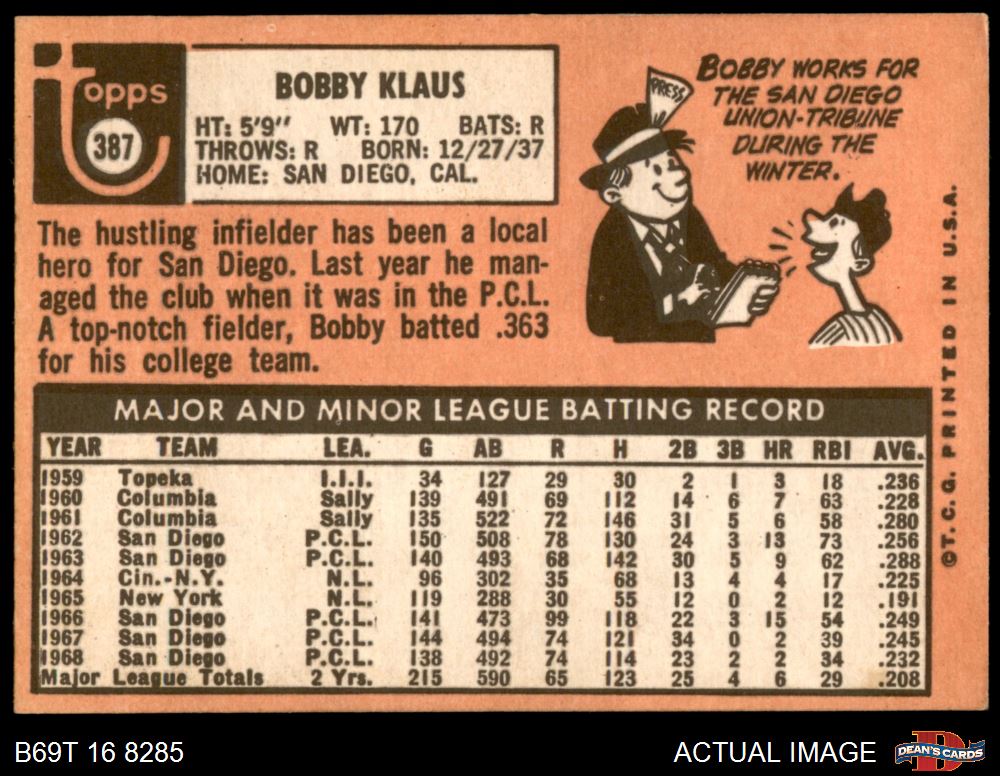 Topps
387
BOBBY KLAUS
HT: 5'9" WT: 170 BATS: R
THROWS: R BORN: 12/27/37
HOME: SAN DIEGO, CAL.
The hustling infielder has been a local
hero for San Diego. Last year he man-
aged the club when it was in the P.C.L.
A top-notch fielder, Bobby batted .363
for his college team.
PRESS
BOBBY WORKS FOR
THE SAN DIEGO
UNION-TRIBUNE
DURING THE
WINTER.
MAJOR AND MINOR LEAGUE BATTING RECORD
YEAR TEAM LEA. G AB R H 2B 3B HR RBI AVG.
1959 Topeka I.I.I. 34 127 29 30 2 1 3 18 .236
1960 Columbia Sally 139 491 69 112 14 6 7 63 .228
1961 Columbia Sally 135 522 72 146 31 5 6 58 .280
1962 San Diego P.C.L. 150 508 78 130 24 3 13 73 .256
1963 San Diego P.C.L. 140 493 68 142 30 5 9 62 .288
1964 Cin.-N.Y. N.L. 96 302 35 68 13 4 4 17 .225
1965 New York N.L. 119 288 30 55 12 0 2 12 .191
1966 San Diego P.C.L. 141 473 99 118 22 3 15 54 .249
1967 San Diego P.C.L. 144 494 74 121 34 0 2 39 .245
1968 San Diego P.C.L. 138 492 74 114 23 2 2 34 .232
Major League Totals 2 Yrs. 215 590 65 123 25 4 6 29 .208
©T.C.G. PRINTED IN U.S.A.
B69T 16 8285
ACTUAL IMAGE
D
DEAN'S CARDS